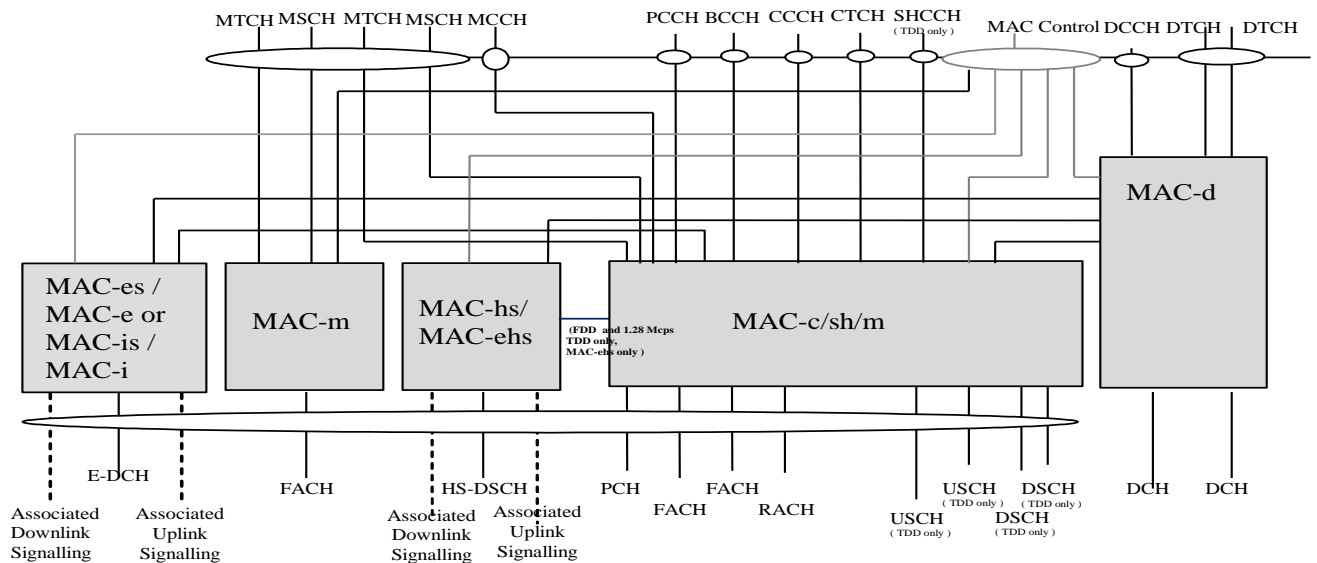 MTCH MSCH MTCH MSCH MCCH PCCH BCCH CCCH CTCH SHCCH MAC Control DCCH DTCH DTCH
( TDD only )
MAC-d
MAC-es /
MAC-e or
MAC-is /
MAC-i
MAC-m
MAC-hs/
MAC-ehs
(FDD and 1.28 Mcps
TDD only,
MAC-ehs only )
MAC-c/sh/m
E-DCH
FACH
HS-DSCH
PCH
FACH
FACH
RACH
USCH
( TDD only )
USCH
( TDD only )
DSCH
( TDD only )
DSCH
( TDD only )
DCH
DCH
Associated
Downlink
Signalling
Associated
Uplink
Signalling
Associated
Downlink
Signalling
Associated
Uplink
Signalling